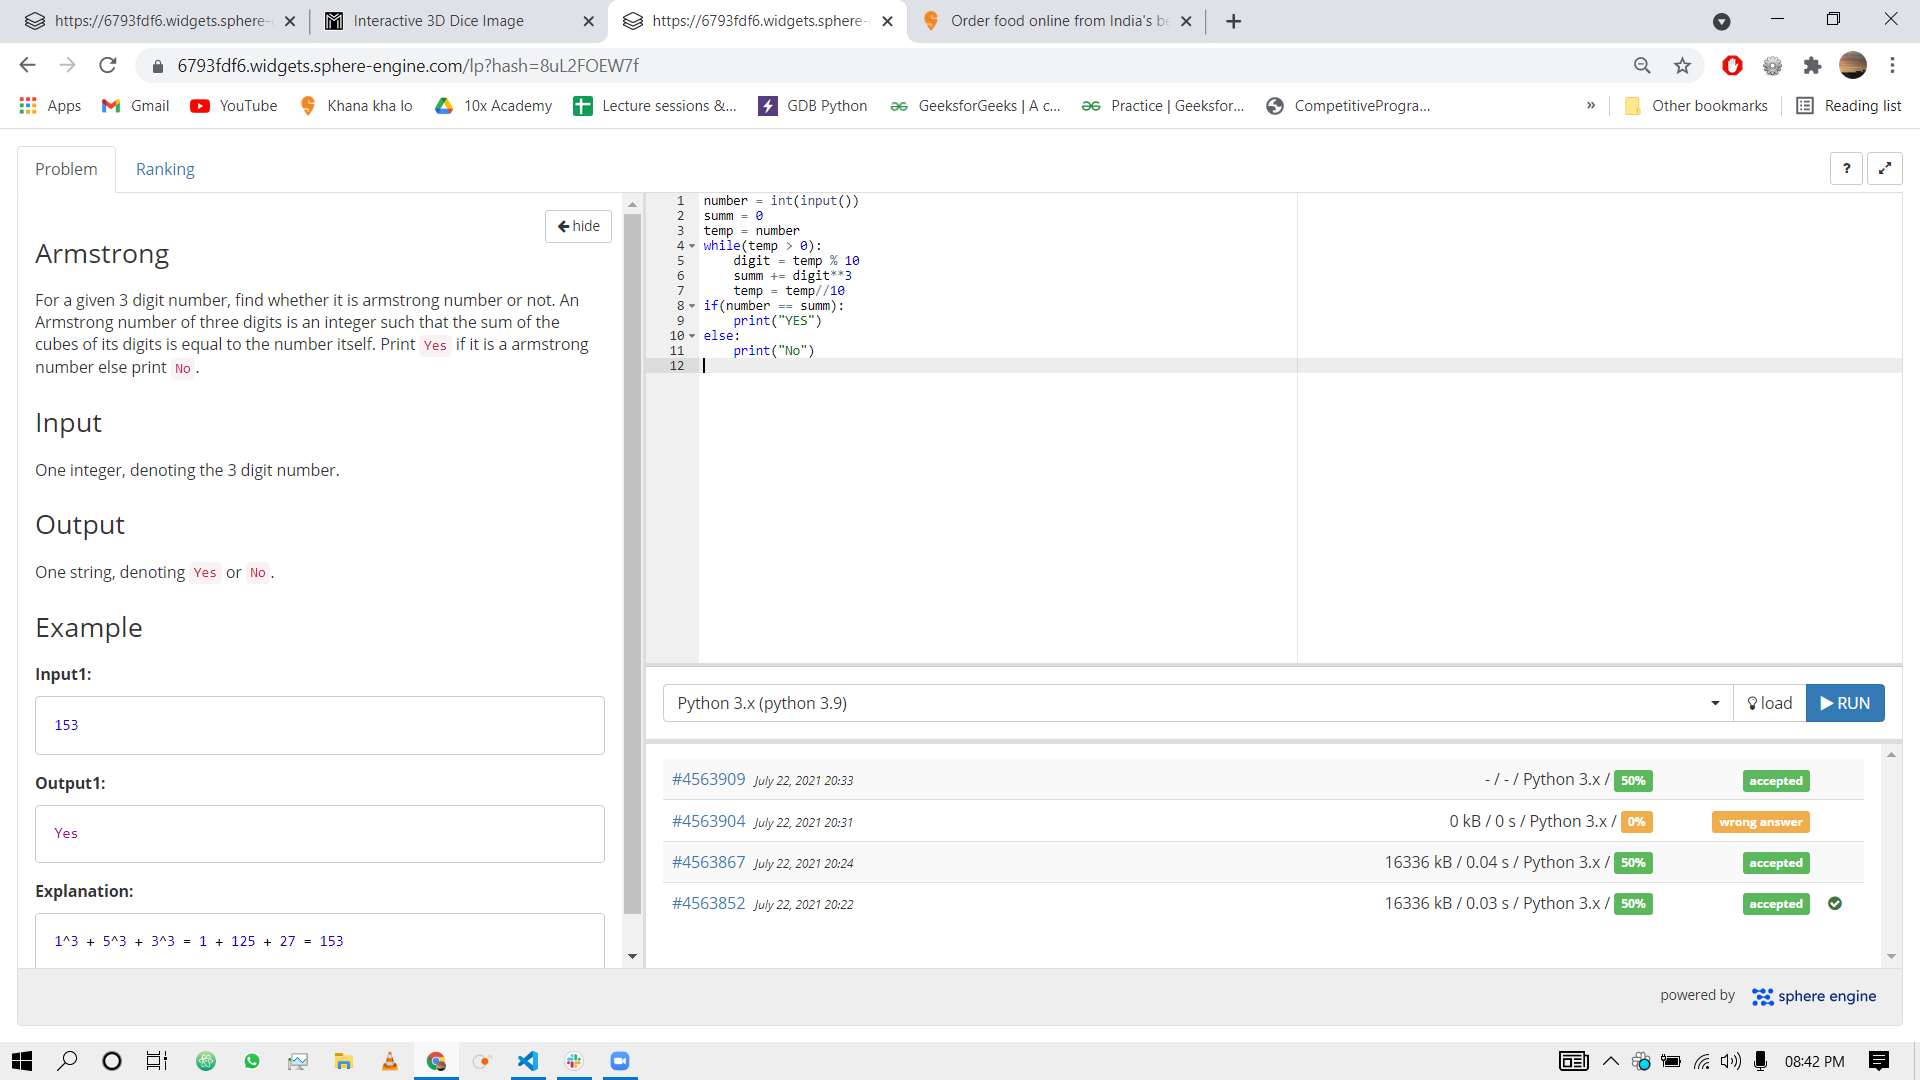 https://6793fdf6.widgets.sphere-
Interactive 3D Dice Image
https://6793fdf6.widgets.sphere-
Order food online from India's be
6793fdf6.widgets.sphere-engine.com/lp?hash=8uL2FOEW7f
Apps
Gmail
YouTube
Khana kha lo
10x Academy
Lecture sessions &...
GDB Python
GeeksforGeeks | A c...
Practice | Geeksfor...
CompetitivePrograa...
»
Other bookmarks
Reading list
Problem
Ranking
?
hide
Armstrong
For a given 3 digit number, find whether it is armstrong number or not. An
Armstrong number of three digits is an integer such that the sum of the
cubes of its digits is equal to the number itself. Print Yes if it is a armstrong
number else print No .
Input
One integer, denoting the 3 digit number.
Output
One string, denoting Yes or No .
Example
Input1:
153
Output1:
Yes
Explanation:
1^3 + 5^3 + 3^3 = 1 + 125 + 27 = 153
1 number = int(input())
2 summ = 0
3 temp = number
4 while(temp > 0):
5 digit = temp % 10
6 summ += digit**3
7 temp = temp//10
8 if(number == summ):
9 print("YES")
10 else:
11 print("No")
12
Python 3.x (python 3.9)
load
RUN
#4563909 July 22, 2021 20:33 - / - / Python 3.x / 50% accepted
#4563904 July 22, 2021 20:31 0 kB / 0 s / Python 3.x / 0% wrong answer
#4563867 July 22, 2021 20:24 16336 kB / 0.04 s / Python 3.x / 50% accepted
#4563852 July 22, 2021 20:22 16336 kB / 0.03 s / Python 3.x / 50% accepted
powered by sphere engine
08:42 PM